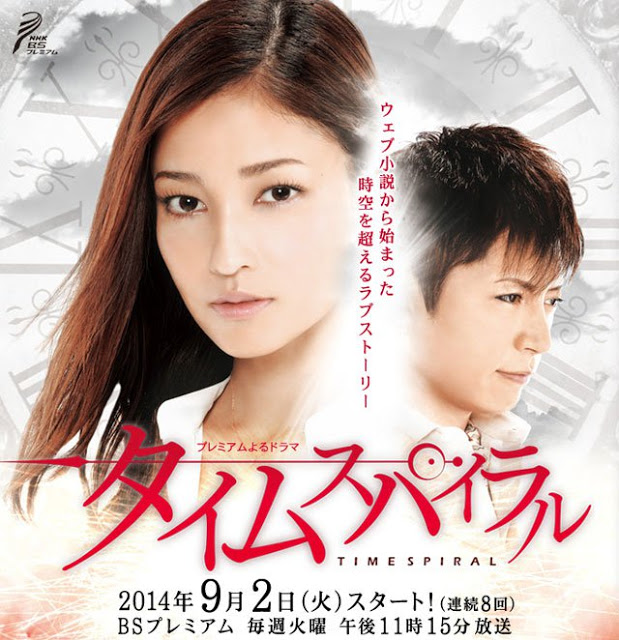 NHK
BS
プレミアム
ウェブ小説から始まった
時空を超えるラブストーリー
プレミアムよるドラマ
タイムスパイラル
TIME SPIRAL
2014年9月2日(火)スタート!(連続8回)
BSプレミアム 毎週火曜 午後11時15分放送